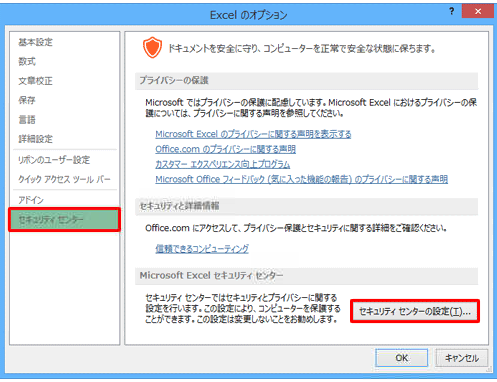 Excel のオプション
?
基本設定
数式
文章校正
保存
言語
詳細設定
リボンのユーザー設定
クイック アクセス ツール バー
アドイン
セキュリティ センター
ドキュメントを安全に守り、コンピューターを正常で安全な状態に保ちます。
プライバシーの保護
Microsoft ではプライバシーの保護に配慮しています。Microsoft Excel におけるプライバシーの保
護については、プライバシーに関する声明を参照してください。
Microsoft Excel のプライバシーに関する声明を表示する
Office.com のプライバシーに関する声明
カスタマー エクスペリエンス向上プログラム
Microsoft Office フィードバック (気に入った機能の報告) のプライバシーに関する声明
セキュリティと詳細情報
Office.com にアクセスして、プライバシー保護とセキュリティに関する詳細をご確認ください。
信頼できるコンピューティング
Microsoft Excel セキュリティ センター
セキュリティ センターではセキュリティとプライバシーに関する
設定を行います。この設定により、コンピューターを保護する
ことができます。この設定は変更しないことをお勧めします。
セキュリティ センターの設定(T)...
OK
キャンセル